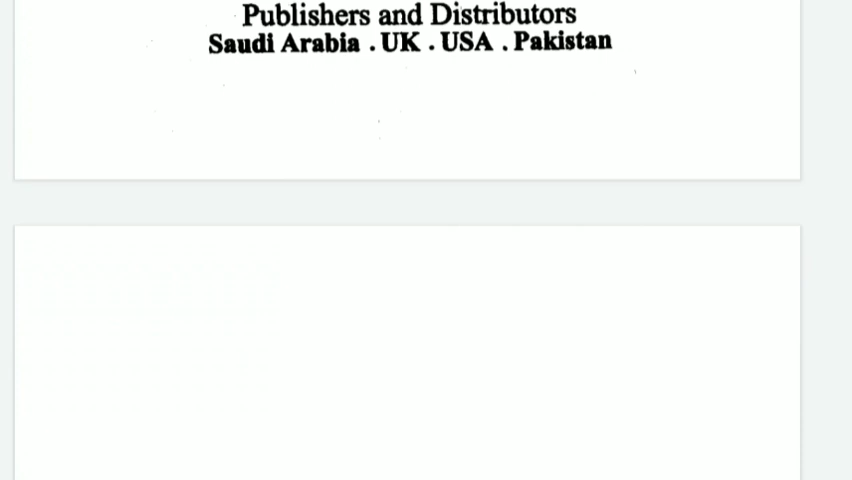 Publishers and Distributors
Saudi Arabia . UK . USA . Pakistan